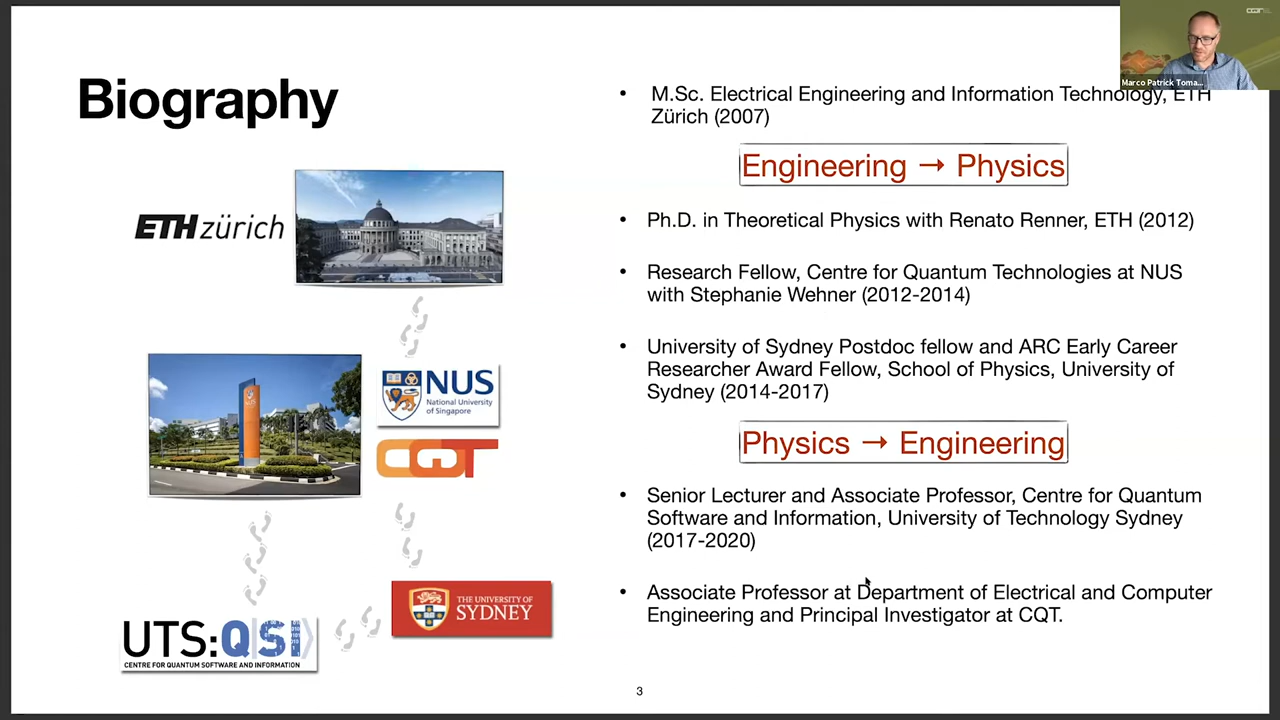 Marco Patrick Toma...
Biography
ETH zürich
NUS
National University
of Singapore
CQT
THE UNIVERSITY OF
SYDNEY
UTS:QSI
CENTRE FOR QUANTUM SOFTWARE AND INFORMATION
• M.Sc. Electrical Engineering and Information Technology, ETH
Zürich (2007)
Engineering → Physics
• Ph.D. in Theoretical Physics with Renato Renner, ETH (2012)
• Research Fellow, Centre for Quantum Technologies at NUS
with Stephanie Wehner (2012-2014)
• University of Sydney Postdoc fellow and ARC Early Career
Researcher Award Fellow, School of Physics, University of
Sydney (2014-2017)
Physics → Engineering
• Senior Lecturer and Associate Professor, Centre for Quantum
Software and Information, University of Technology Sydney
(2017-2020)
• Associate Professor at Department of Electrical and Computer
Engineering and Principal Investigator at CQT.
3